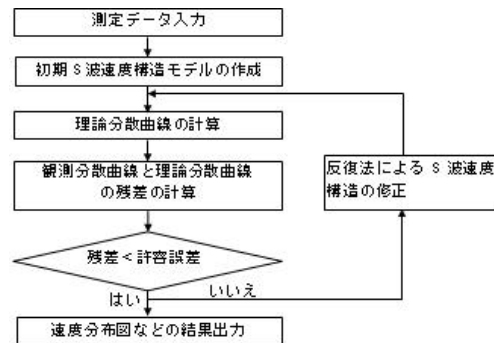 測定データ入力
初期S波速度構造モデルの作成
理論分散曲線の計算
観測分散曲線と理論分散曲線
の残差の計算
反復法による S 波速度
構造の修正
残差<許容誤差
はい
いいえ
速度分布図などの結果出力